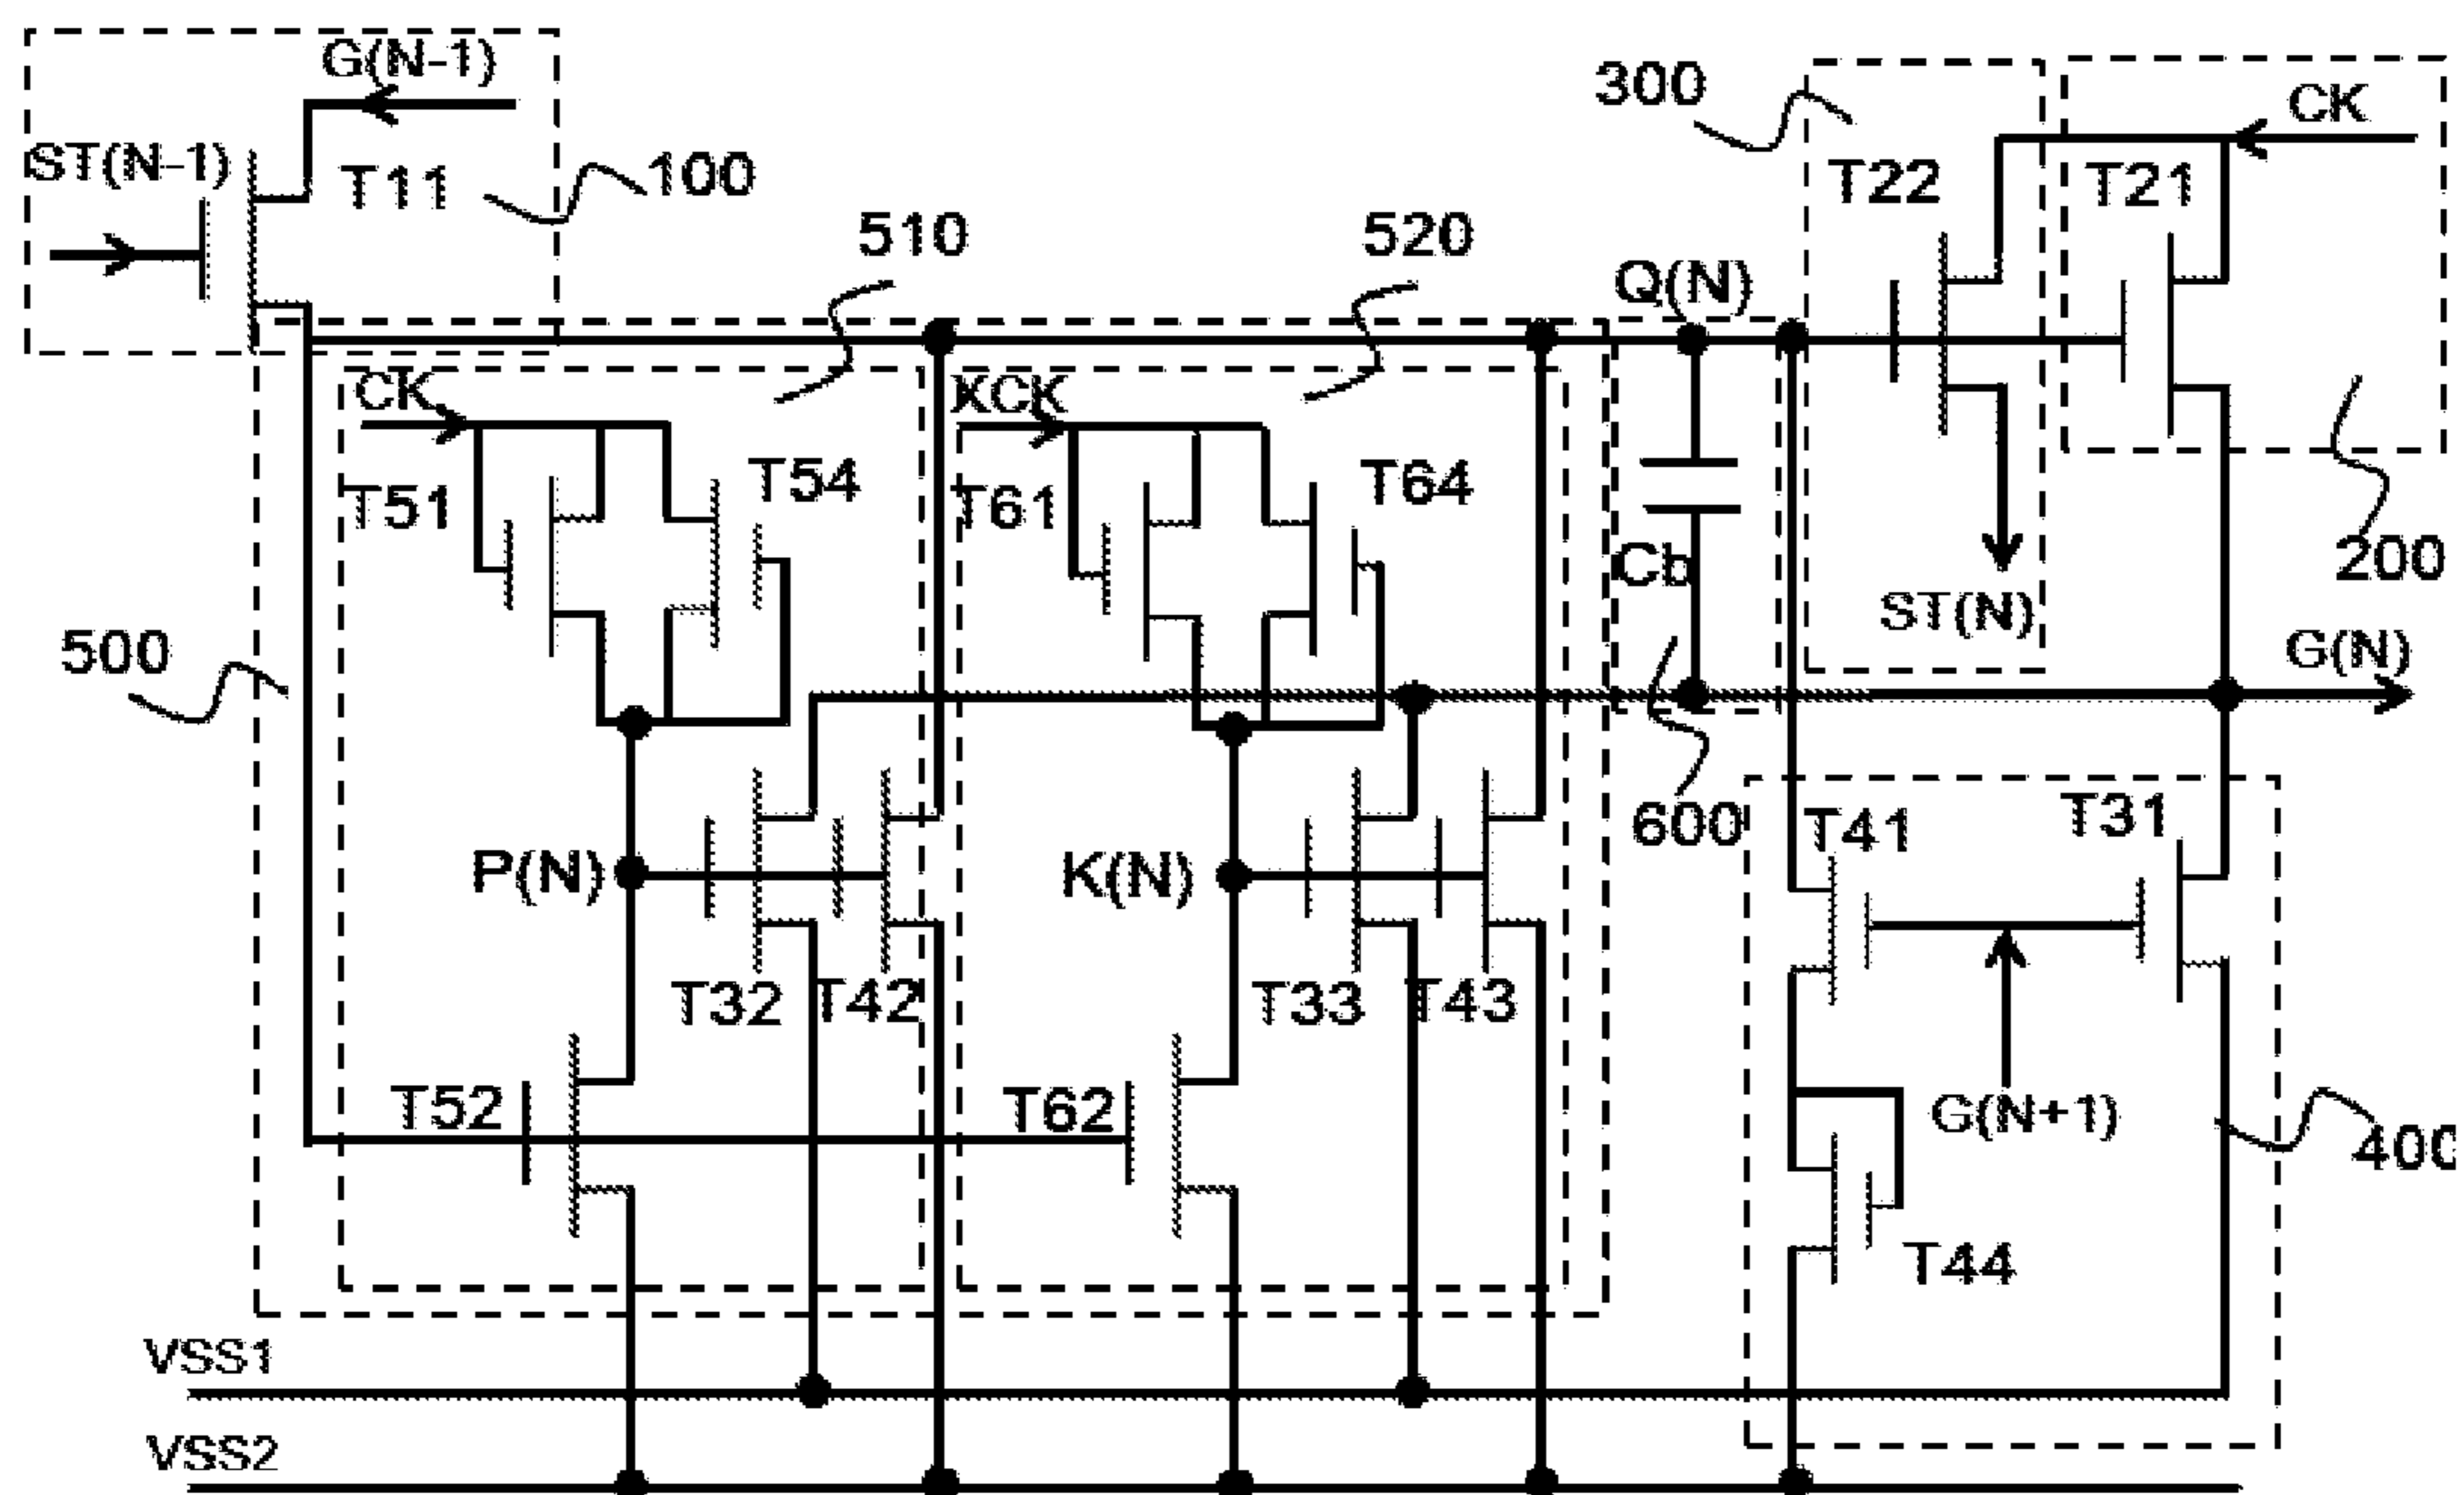 G(N-1)
ST(N-1)
T11
100
300
CK
T22
T21
510
520
Q(N)
CK
XCK
T51
T54
T61
T64
Cb
200
ST(N)
500
G(N)
600
T41
T31
P(N)
K(N)
T32
T42
T33
T43
T52
T62
G(N+1)
400
T44
VSS1
VSS2